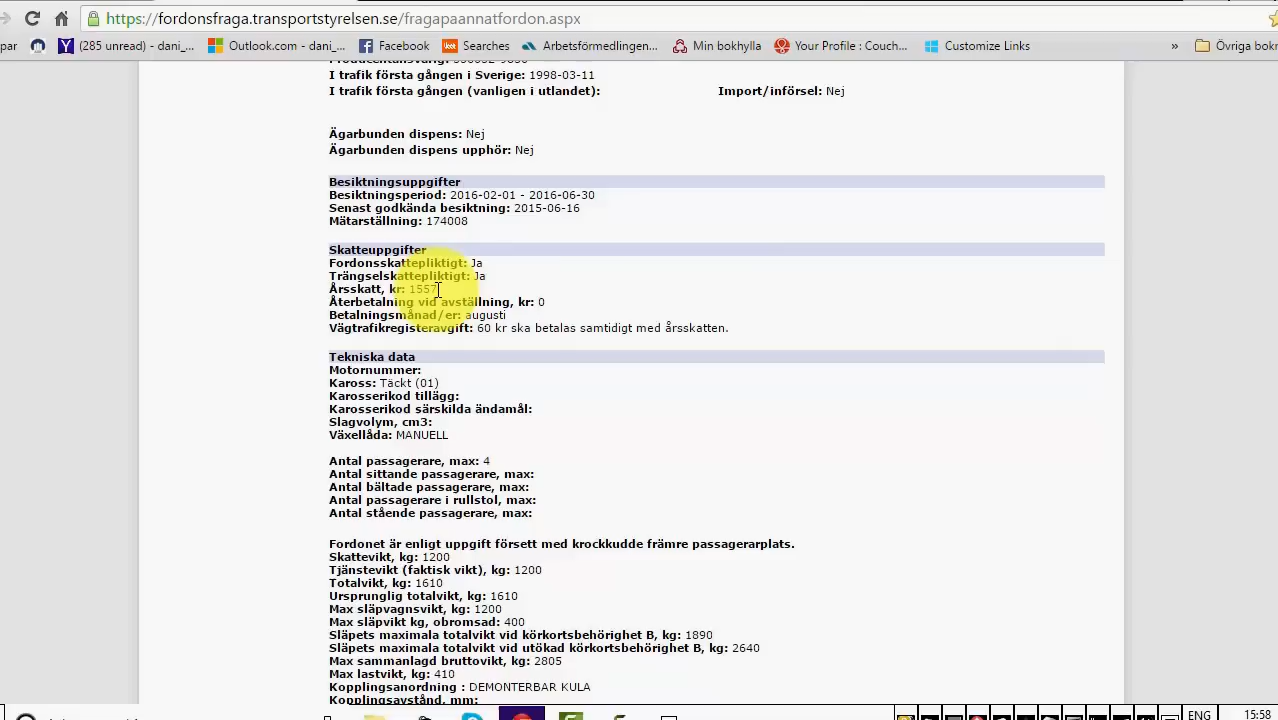 https://fordonsfraga.transportstyrelsen.se/fragapaannatfordon.aspx
par (285 unread) - dani_... Outlook.com - dani_... Facebook Searches Arbetsförmedlingen... Min bokhylla Your Profile : Couch... Customize Links » Övriga bokr
I trafik första gången i Sverige: 1998-03-11
I trafik första gången (vanligen i utlandet): Import/införsel: Nej
Ägarbunden dispens: Nej
Ägarbunden dispens upphör: Nej
Besiktningsuppgifter
Besiktningsperiod: 2016-02-01 - 2016-06-30
Senast godkända besiktning: 2015-06-16
Mätarställning: 174008
Skatteuppgifter
Fordonsskattepliktigt: Ja
Trängselskattepliktigt: Ja
Årsskatt, kr: 1557
Återbetalning vid avställning, kr: 0
Betalningsmånad/er: augusti
Vägtrafikregisteravgift: 60 kr ska betalas samtidigt med årsskatten.
Tekniska data
Motornummer:
Kaross: Täckt (01)
Karosserikod tillägg:
Karosserikod särskilda ändamål:
Slagvolym, cm3:
Växellåda: MANUELL
Antal passagerare, max: 4
Antal sittande passagerare, max:
Antal bältade passagerare, max:
Antal passagerare i rullstol, max:
Antal stående passagerare, max:
Fordonet är enligt uppgift försett med krockkudde främre passagerarplats.
Skattevikt, kg: 1200
Tjänstevikt (faktisk vikt), kg: 1200
Totalvikt, kg: 1610
Ursprunglig totalvikt, kg: 1610
Max släpvagnsvikt, kg: 1200
Max släpvikt kg, obromsad: 400
Släpets maximala totalvikt vid körkortsbehörighet B, kg: 1890
Släpets maximala totalvikt vid utökad körkortsbehörighet B, kg: 2640
Max sammanlagd bruttovikt, kg: 2805
Max lastvikt, kg: 410
Kopplingsanordning : DEMONTERBAR KULA
Kopplingsavstånd, mm:
ENG 15:58